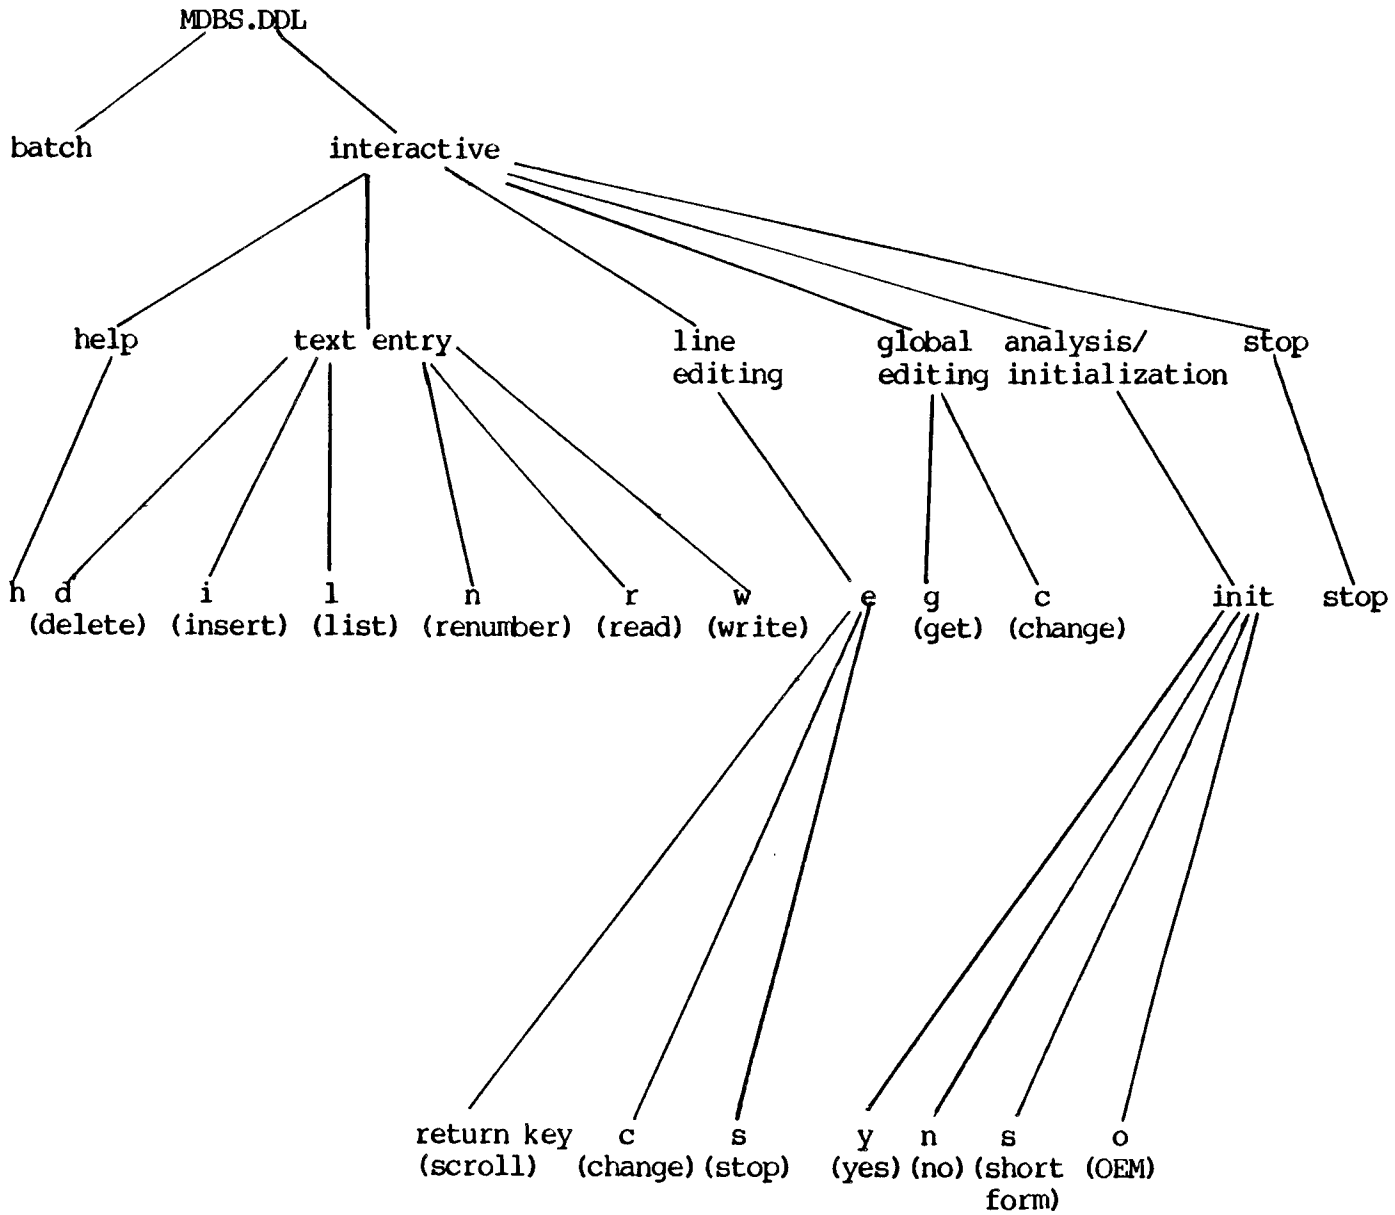 MDBS.DDL
batch interactive
help text entry line global analysis/ stop
editing editing initialization
h d i l n r w e g c init stop
(delete) (insert) (list) (renumber) (read) (write) (get) (change)
return key c s y n s o
(scroll) (change) (stop) (yes) (no) (short (OEM)
form)